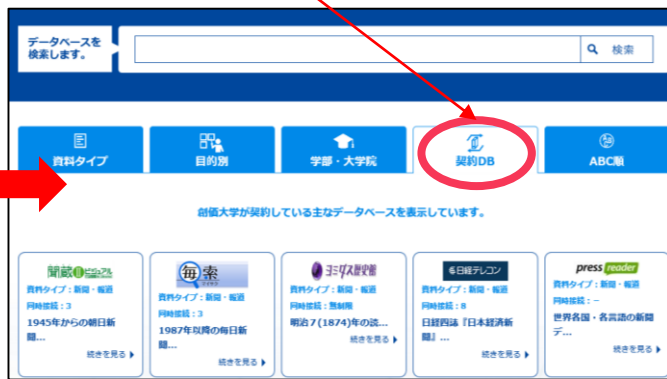 データベースを
検索します。
検索
資料タイプ
目的別
学部・大学院
契約DB
ABC順
創価大学が契約している主なデータベースを表示しています。
聞蔵Ⅱビジュアル
資料タイプ：新聞・報道
同時接続：3
1945年からの朝日新
聞...
続きを見る
毎索
マイサク
資料タイプ：新聞・報道
同時接続：3
1987年以降の毎日新
聞...
続きを見る
ヨミダス歴史館
資料タイプ：新聞・報道
同時接続：無制限
明治７(1874)年の読...
続きを見る
日経テレコン
資料タイプ：新聞・報道
同時接続：8
日経四誌『日本経済新
聞』...
続きを見る
pressreader
資料タイプ：新聞・報道
同時接続：－
世界各国・各言語の新聞
デ...
続きを見る